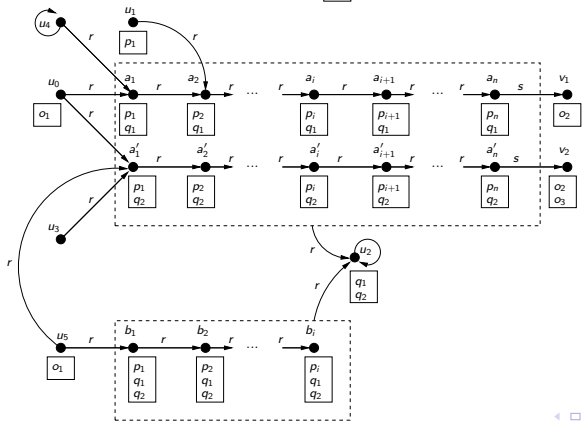 u₁
u₄
p₁
r
r
u₀ r a₁ r a₂ r ... aᵢ r aᵢ₊₁ r ... r aₙ s v₁
o₁
p₁ p₂ pᵢ pᵢ₊₁ pₙ o₂
q₁ q₁ q₁ q₁ q₁
r
a′₁ r a′₂ r ... a′ᵢ r a′ᵢ₊₁ r ... r a′ₙ s v₂
p₁ p₂ pᵢ pᵢ₊₁ pₙ o₂
q₂ q₂ q₂ q₂ q₂ o₃
u₃ r
r
r u₂
q₁
q₂
r
u₅ r b₁ r b₂ r ... r bᵢ
o₁
p₁ p₂ pᵢ
q₁ q₁ q₁
q₂ q₂ q₂